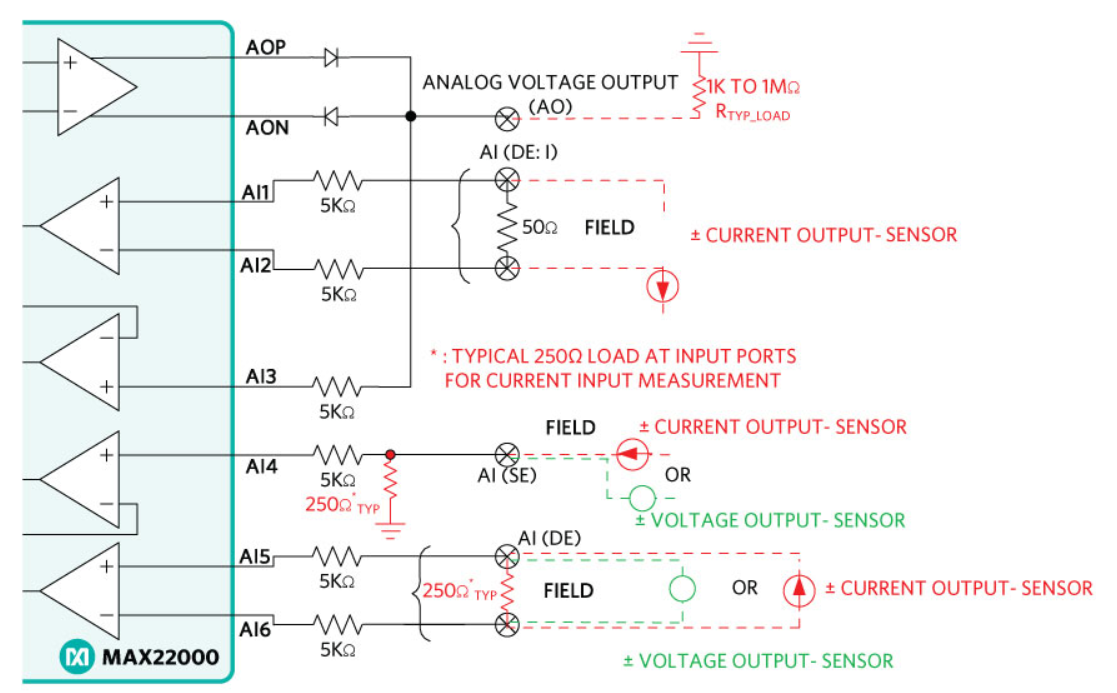 AOP
ANALOG VOLTAGE OUTPUT
(AO)
1K TO 1MΩ
RTYP_LOAD
AON
AI (DE: I)
AI1
5KΩ
50Ω
FIELD
± CURRENT OUTPUT- SENSOR
AI2
5KΩ
* : TYPICAL 250Ω LOAD AT INPUT PORTS
FOR CURRENT INPUT MEASUREMENT
AI3
5KΩ
FIELD
± CURRENT OUTPUT- SENSOR
AI4
5KΩ
AI (SE)
OR
250Ω*TYP
± VOLTAGE OUTPUT- SENSOR
AI (DE)
AI5
5KΩ
250Ω*TYP
FIELD
OR
± CURRENT OUTPUT- SENSOR
AI6
5KΩ
MAX22000
± VOLTAGE OUTPUT- SENSOR